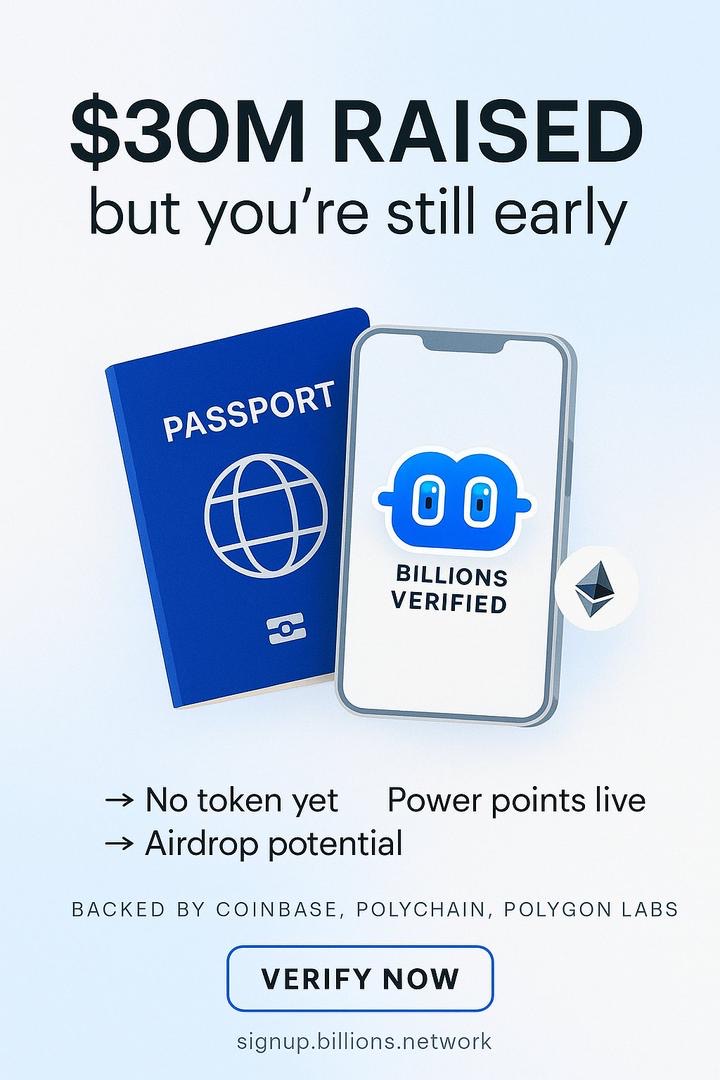 $30M RAISED
but you’re still early
PASSPORT
BILLIONS
VERIFIED
→ No token yet Power points live
→ Airdrop potential
BACKED BY COINBASE, POLYCHAIN, POLYGON LABS
VERIFY NOW
signup.billions.network